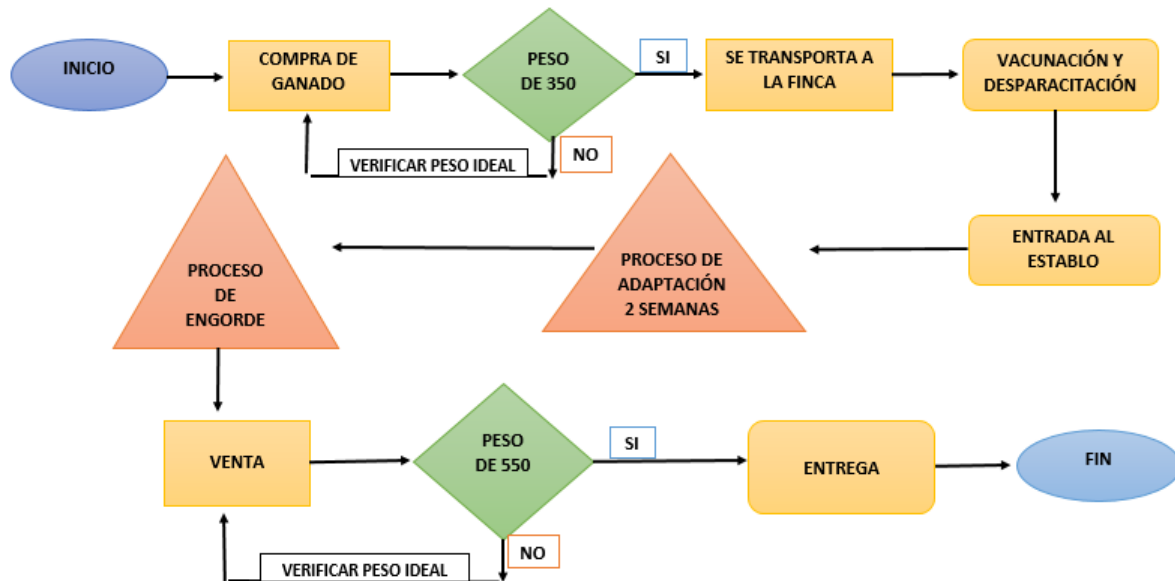 INICIO
COMPRA DE
GANADO
PESO
DE 350
SI
SE TRANSPORTA A
LA FINCA
VACUNACIÓN Y
DESPARACITACIÓN
NO
VERIFICAR PESO IDEAL
ENTRADA AL
ESTABLO
PROCESO DE
ADAPTACIÓN
2 SEMANAS
PROCESO
DE
ENGORDE
VENTA
PESO
DE 550
SI
ENTREGA
FIN
NO
VERIFICAR PESO IDEAL